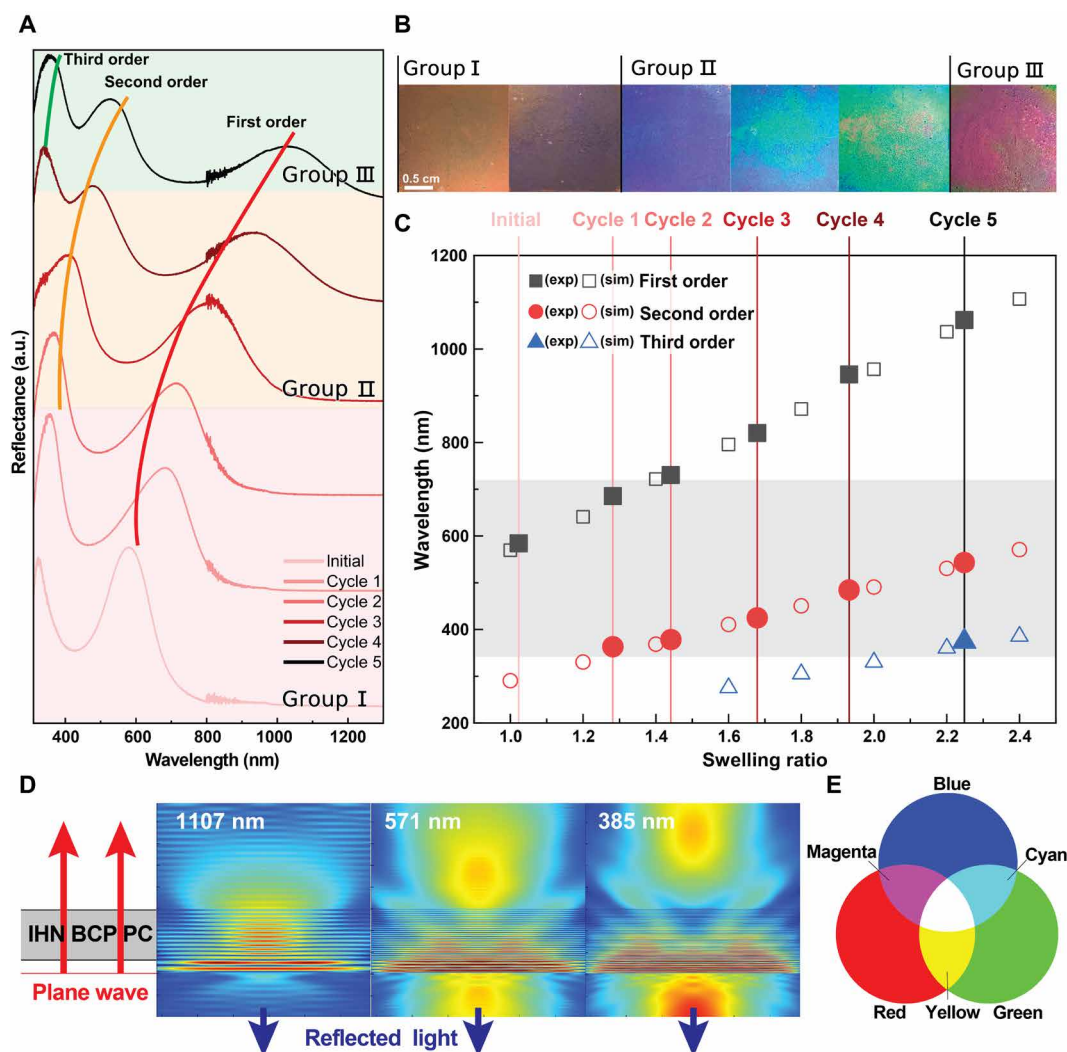 A
Third order
Second order
First order
Group Ⅲ
Group Ⅱ
Initial
Cycle 1
Cycle 2
Cycle 3
Cycle 4
Cycle 5
Group Ⅰ
Reflectance (a.u.)
400 600 800 1000 1200
Wavelength (nm)
B
Group Ⅰ Group Ⅱ Group Ⅲ
0.5 cm
C
Initial Cycle 1 Cycle 2 Cycle 3 Cycle 4 Cycle 5
(exp) (sim) First order
(exp) (sim) Second order
(exp) (sim) Third order
1200
1000
800
600
400
200
Wavelength (nm)
1.0 1.2 1.4 1.6 1.8 2.0 2.2 2.4
Swelling ratio
D
1107 nm 571 nm 385 nm
IHN BCP PC
Plane wave
Reflected light
E
Blue
Magenta Cyan
Red Yellow Green